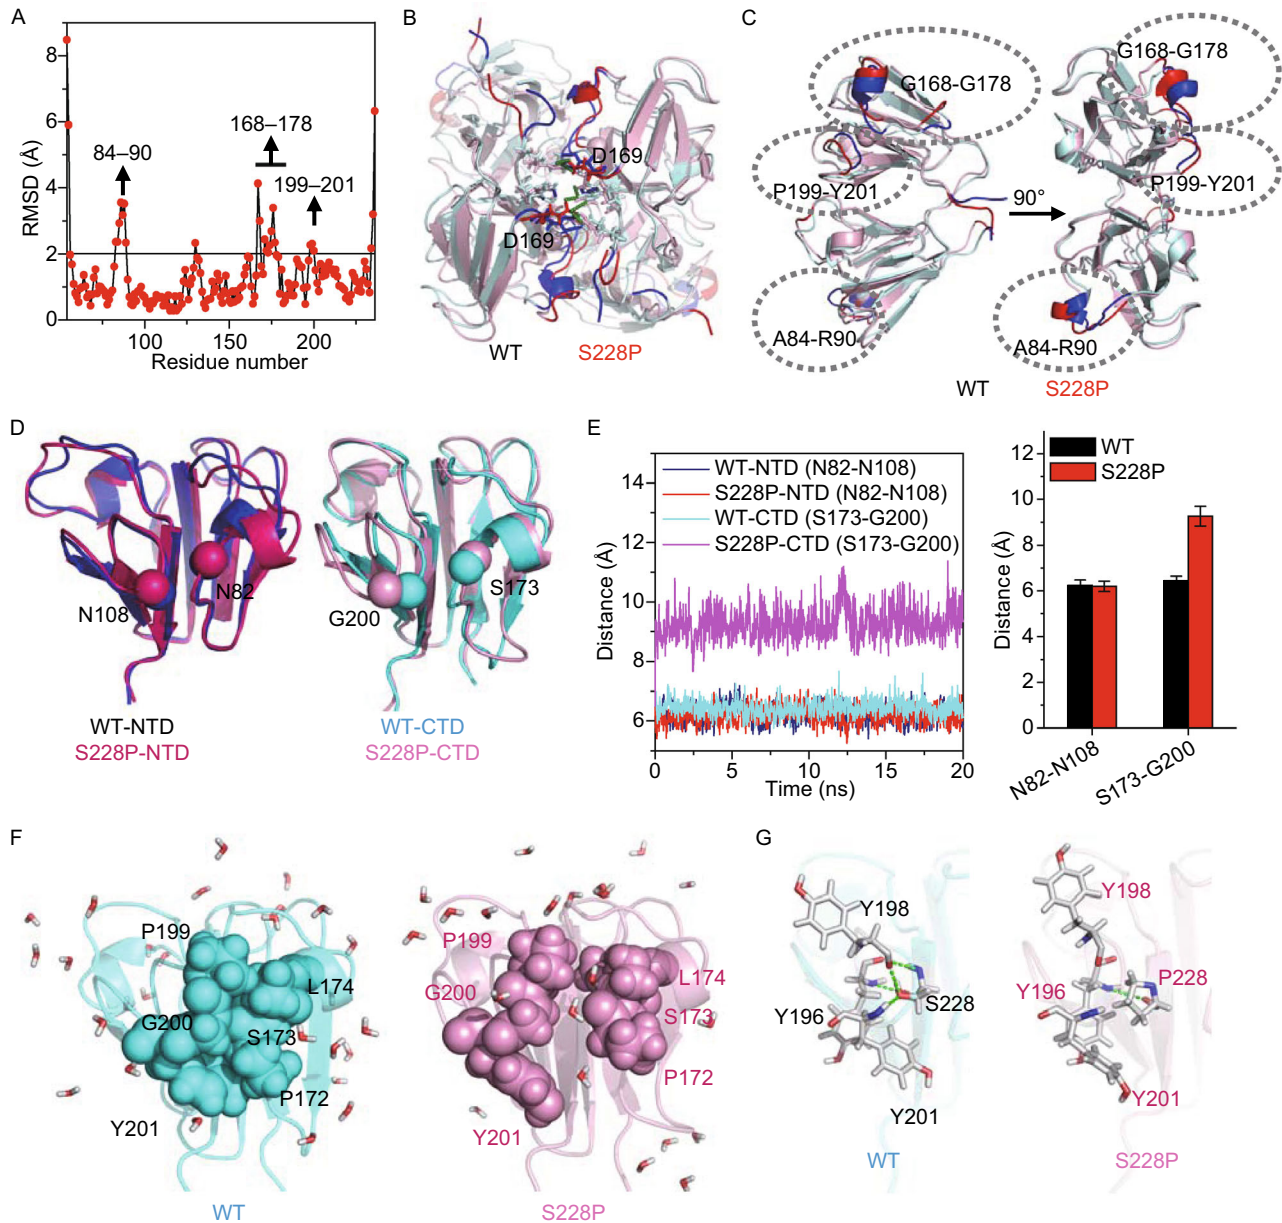 A
8
6
4
2
0
RMSD (Å)
84–90
168–178
199–201
100
150
200
Residue number
B
D169
D169
WT
S228P
C
G168-G178
G168-G178
P199-Y201
P199-Y201
90°
A84-R90
A84-R90
WT
S228P
D
N108
N82
G200
S173
WT-NTD
S228P-NTD
WT-CTD
S228P-CTD
E
WT-NTD (N82-N108)
S228P-NTD (N82-N108)
WT-CTD (S173-G200)
S228P-CTD (S173-G200)
14
12
10
8
6
Distance (Å)
0
5
10
15
20
Time (ns)
WT
S228P
12
10
8
6
4
2
0
Distance (Å)
N82-N108
S173-G200
F
P199
L174
G200
S173
P172
Y201
WT
P199
L174
G200
S173
P172
Y201
S228P
G
Y198
S228
Y196
Y201
WT
Y198
P228
Y196
Y201
S228P